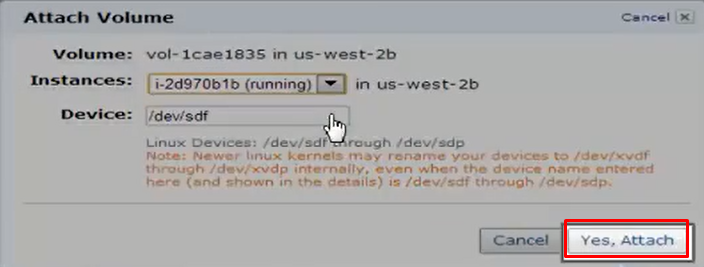 Attach Volume
Cancel
Volume: vol-1cae1835 in us-west-2b
Instances: i-2d970b1b (running) in us-west-2b
Device: /dev/sdf
Linux Devices: /dev/sdf through /dev/sdp
Note: Newer linux kernels may rename your devices to /dev/xvdf
through /dev/xvdp internally, even when the device name entered
here (and shown in the details) is /dev/sdf through /dev/sdp.
Cancel Yes, Attach